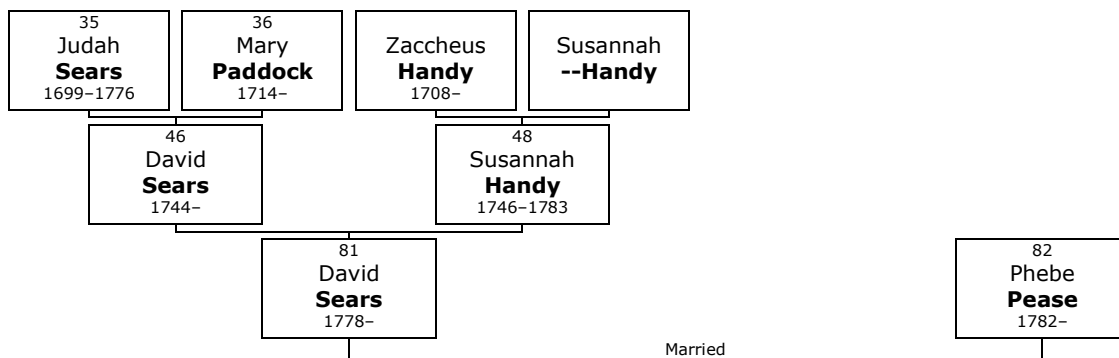 35
Judah
Sears
1699–1776
36
Mary
Paddock
1714–
Zaccheus
Handy
1708–
Susannah
--Handy
46
David
Sears
1744–
48
Susannah
Handy
1746–1783
81
David
Sears
1778–
82
Phebe
Pease
1782–
Married